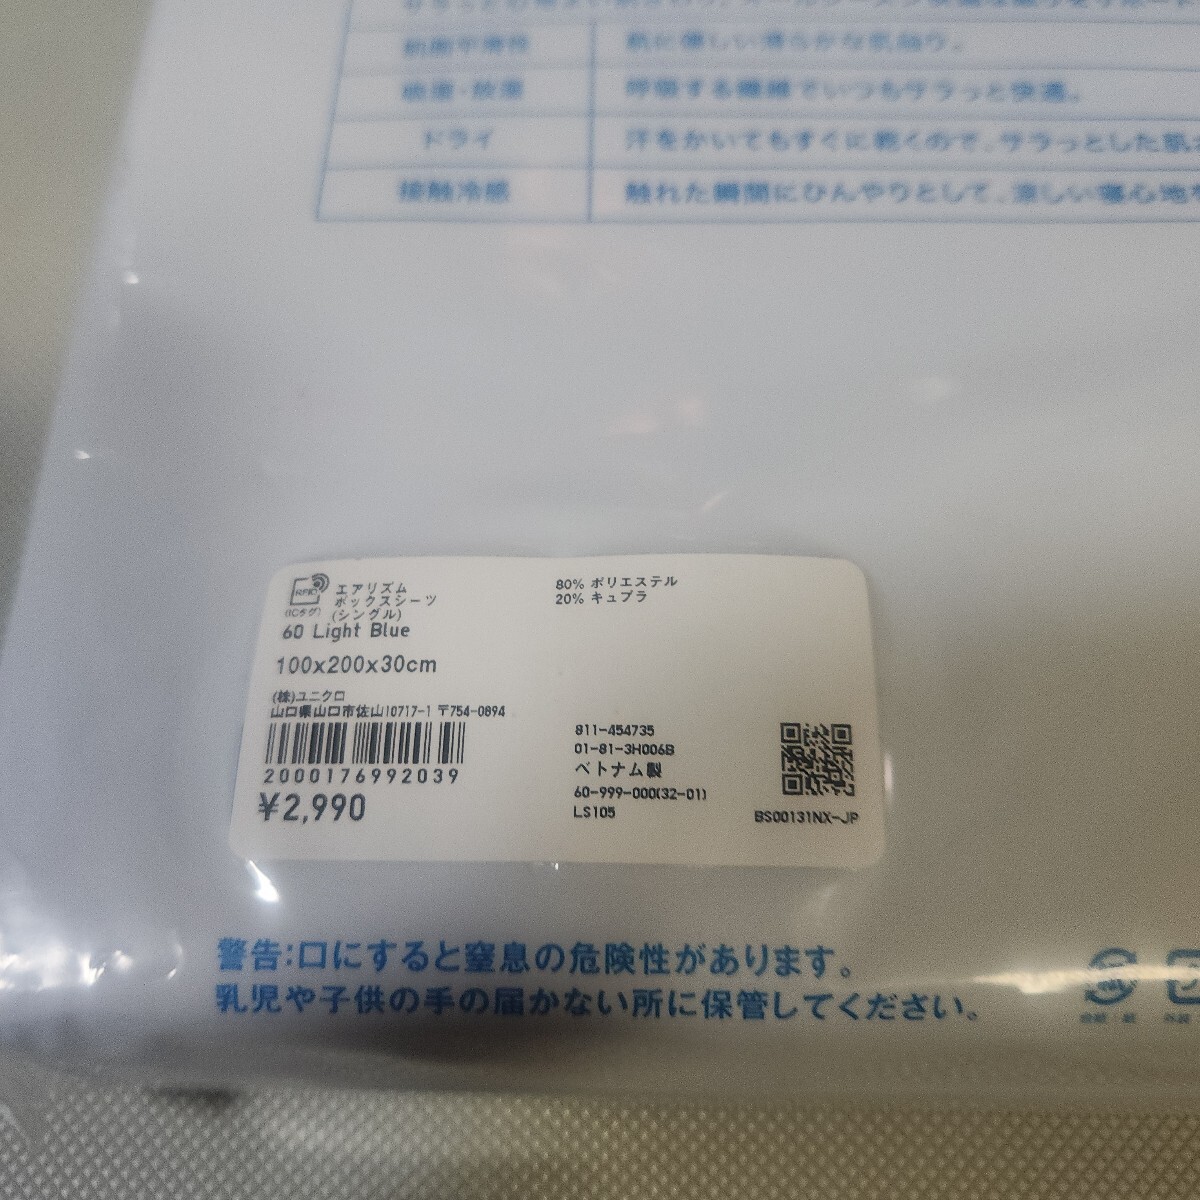 肌に優しい滑らかな肌触り。
吸湿・放湿 呼吸する繊維でいつもサラっと快適。
ドライ 汗をかいてもすぐに乾くので、サラっとした肌
接触冷感 触れた瞬間にひんやりとして、涼しい寝心地
RFID
(ICタグ)
エアリズム
ボックスシーツ
(シングル)
60 Light Blue
100x200x30cm
80% ポリエステル
20% キュプラ
(株)ユニクロ
山口県山口市佐山10717-1 〒754-0894
2000176992039
¥2,990
811-454735
01-81-3H006B
ベトナム製
60-999-000(32-01)
LS105
BS00131NX-JP
警告:口にすると窒息の危険性があります。
乳児や子供の手の届かない所に保管してください。